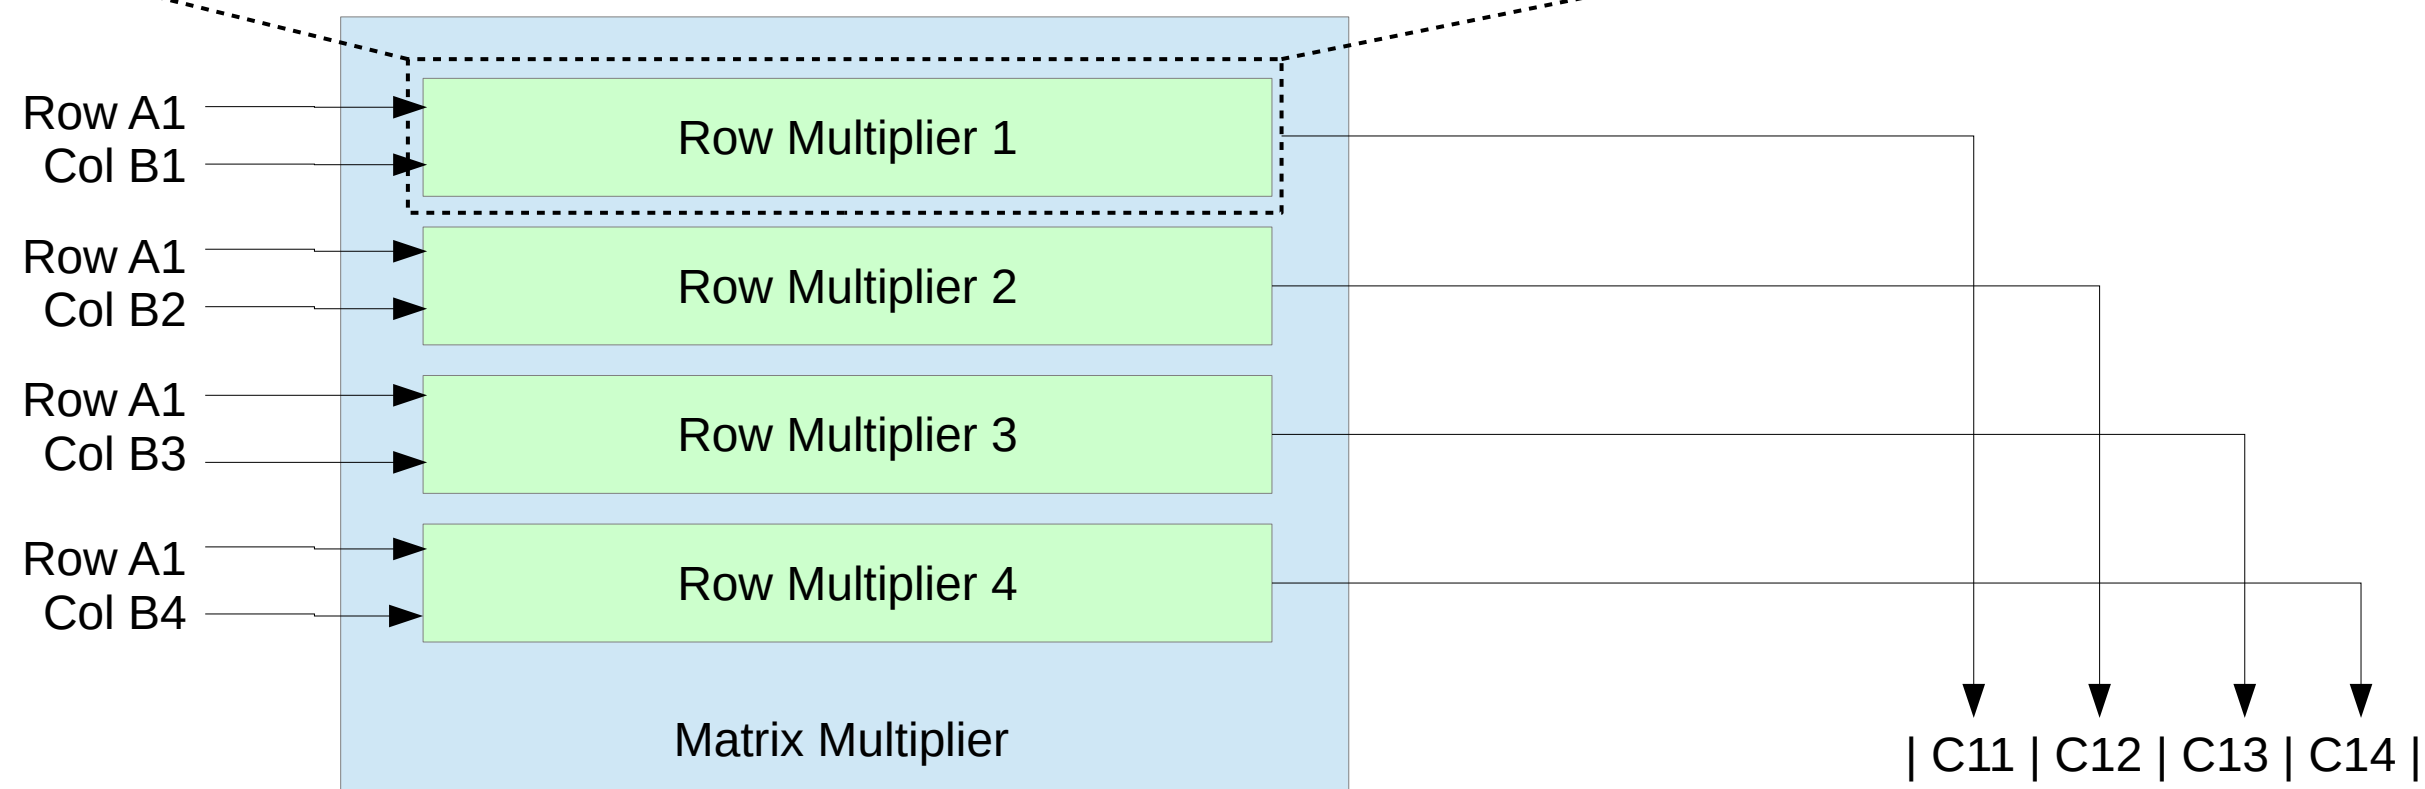 Row A1
Col B1
Row Multiplier 1
Row A1
Col B2
Row Multiplier 2
Row A1
Col B3
Row Multiplier 3
Row A1
Col B4
Row Multiplier 4
Matrix Multiplier
| C11 | C12 | C13 | C14 |